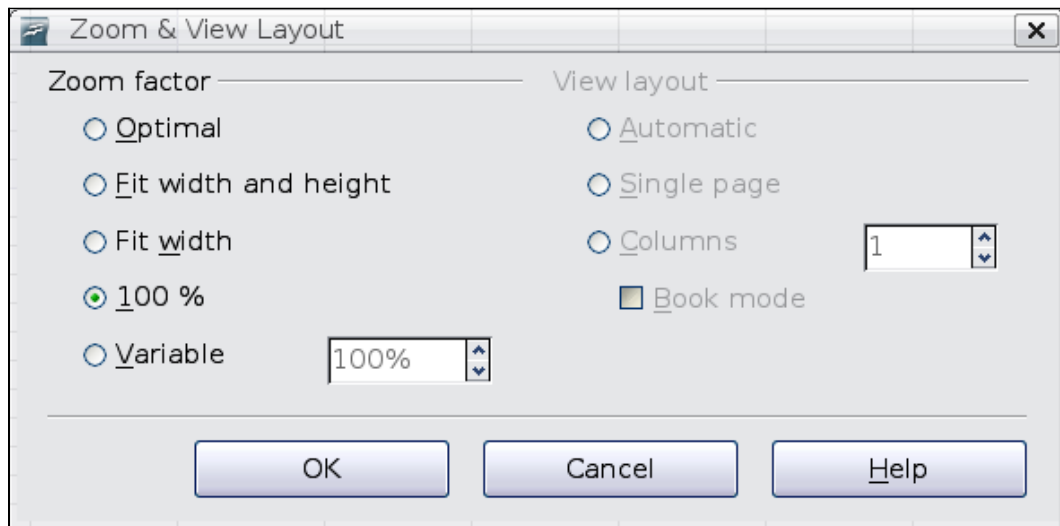 Zoom & View Layout
Zoom factor
Optimal
Fit width and height
Fit width
100 %
Variable 100%
View layout
Automatic
Single page
Columns 1
Book mode
OK Cancel Help